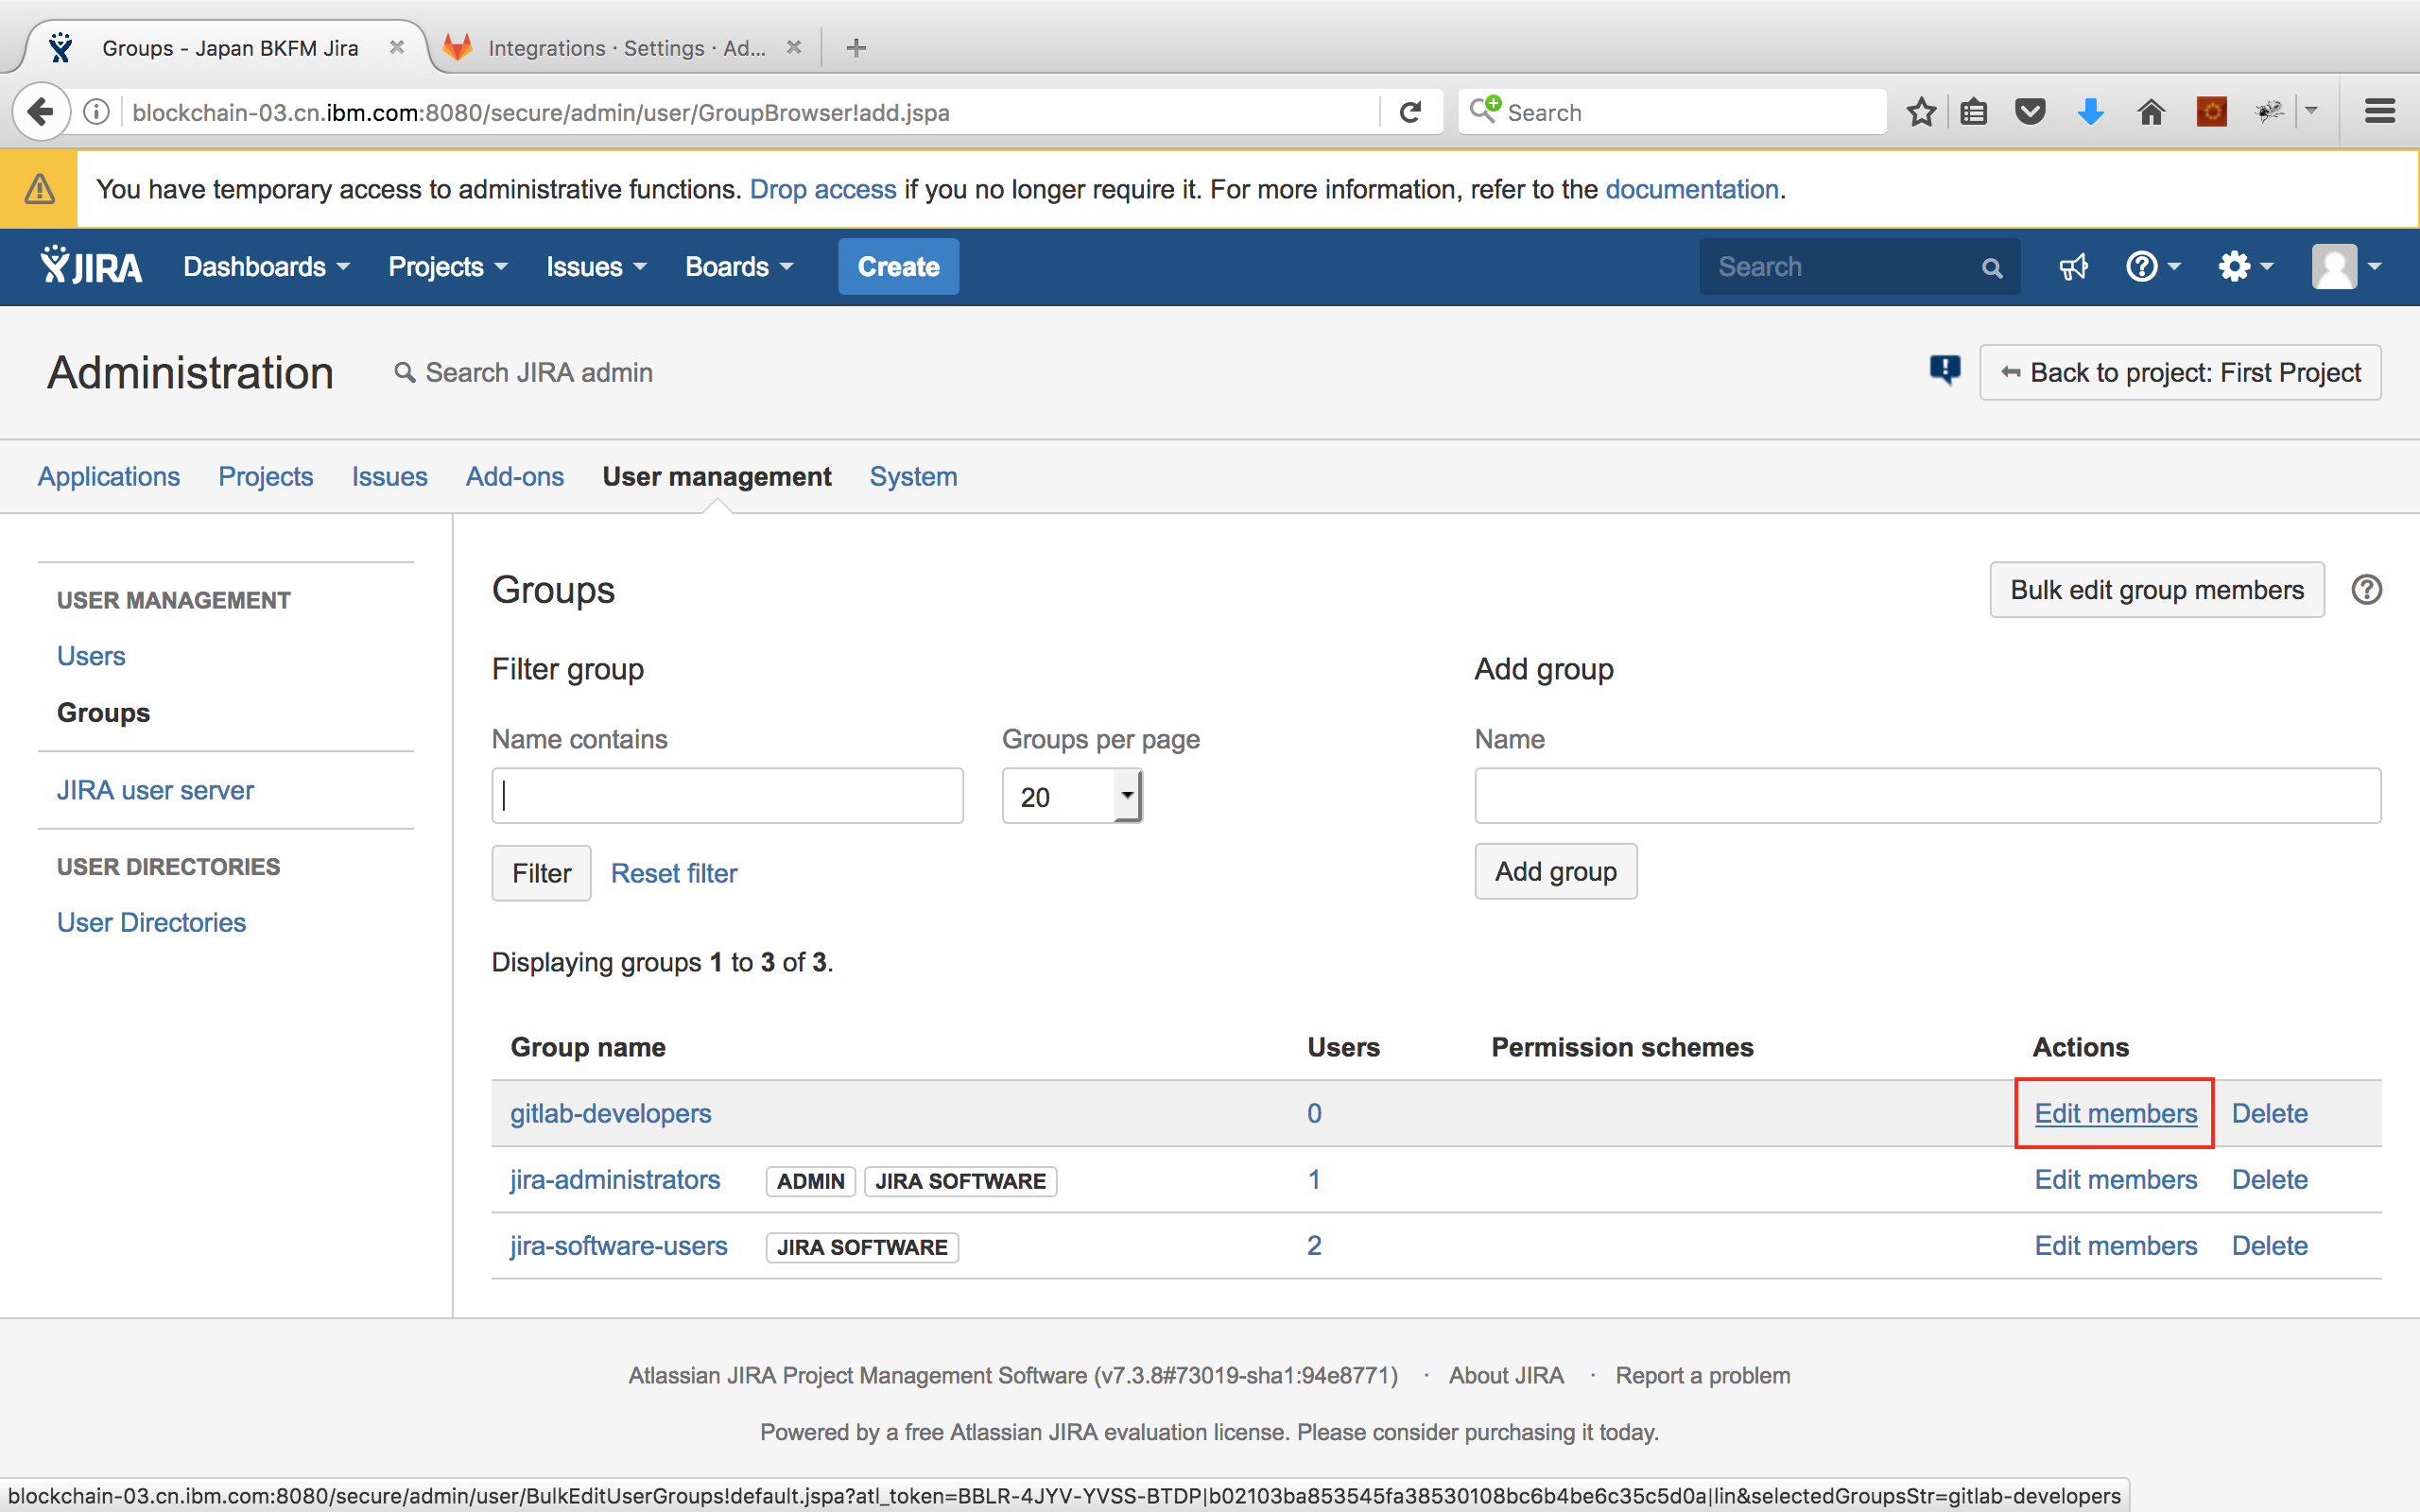 Groups - Japan BKFM Jira
Integrations · Settings · Ad...
blockchain-03.cn.ibm.com:8080/secure/admin/user/GroupBrowser!add.jspa
Search
You have temporary access to administrative functions. Drop access if you no longer require it. For more information, refer to the documentation.
JIRA Dashboards Projects Issues Boards Create Search
Administration Search JIRA admin Back to project: First Project
Applications Projects Issues Add-ons User management System
USER MANAGEMENT
Users
Groups
JIRA user server
USER DIRECTORIES
User Directories
Groups
Bulk edit group members
Filter group
Name contains Groups per page
20
Filter Reset filter
Add group
Name
Add group
Displaying groups 1 to 3 of 3.
Group name Users Permission schemes Actions
gitlab-developers 0 Edit members Delete
jira-administrators ADMIN JIRA SOFTWARE 1 Edit members Delete
jira-software-users JIRA SOFTWARE 2 Edit members Delete
Atlassian JIRA Project Management Software (v7.3.8#73019-sha1:94e8771) · About JIRA · Report a problem
Powered by a free Atlassian JIRA evaluation license. Please consider purchasing it today.
blockchain-03.cn.ibm.com:8080/secure/admin/user/BulkEditUserGroups!default.jspa?atl_token=BBLR-4JYV-YVSS-BTDP|b02103ba853545fa38530108bc6b4be6c35c5d0a|lin&selectedGroupsStr=gitlab-developers